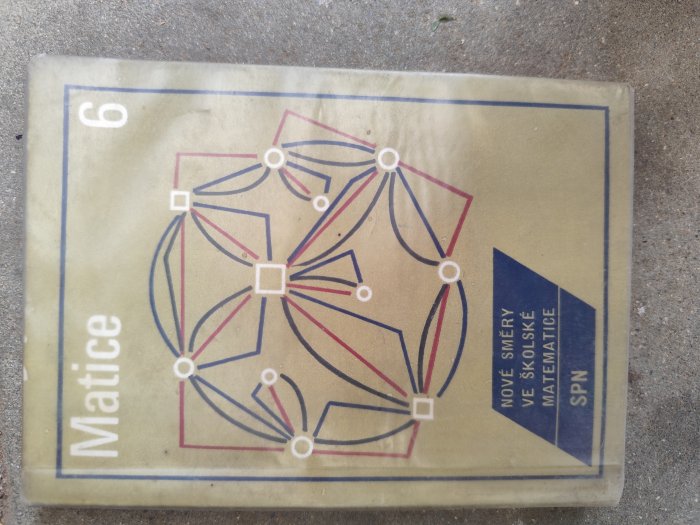 Matice
6
NOVÉ SMĚRY
VE ŠKOLSKÉ
MATEMATICE
SPN